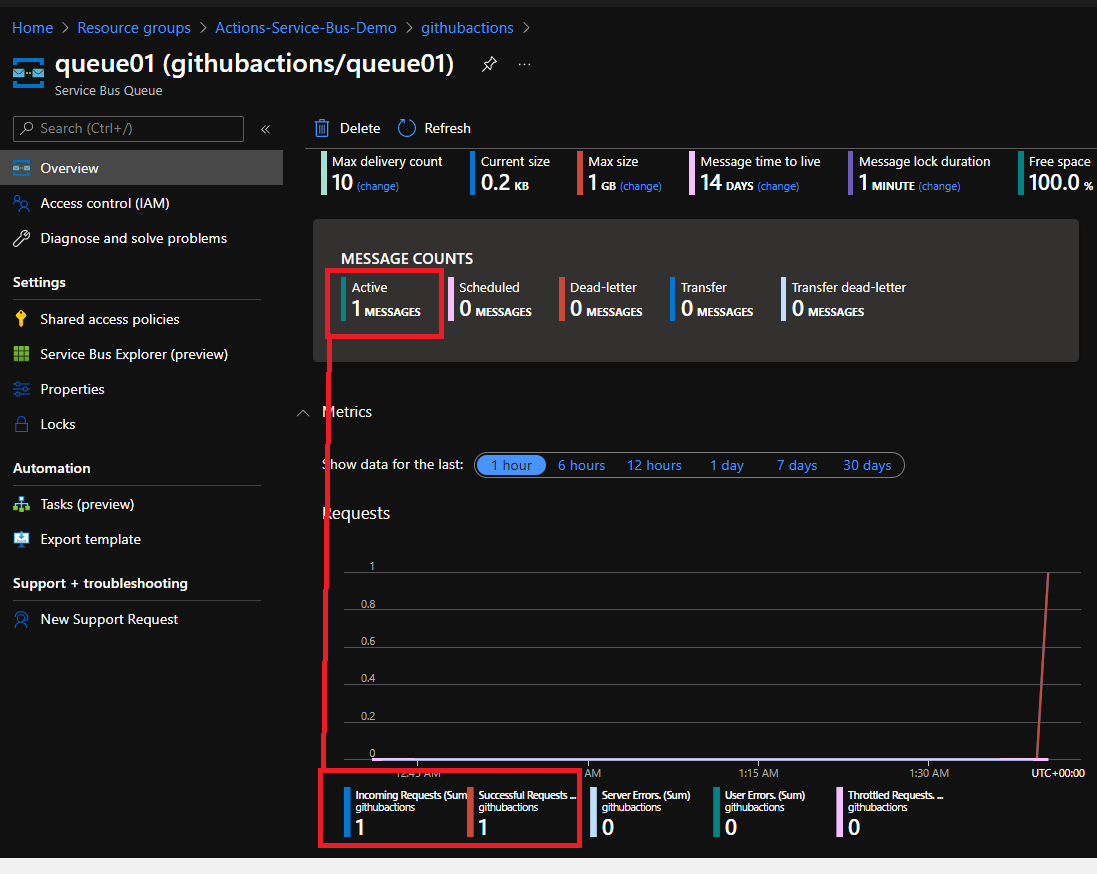 Home > Resource groups > Actions-Service-Bus-Demo > githubactions >
queue01 (githubactions/queue01) ...
Service Bus Queue
Search (Ctrl+/) «
Overview
Access control (IAM)
Diagnose and solve problems
Settings
Shared access policies
Service Bus Explorer (preview)
Properties
Locks
Automation
Tasks (preview)
Export template
Support + troubleshooting
New Support Request
Delete Refresh
Max delivery count Current size Max size Message time to live Message lock duration Free space
10 (change) 0.2 KB 1 GB (change) 14 DAYS (change) 1 MINUTE (change) 100.0 %
MESSAGE COUNTS
Active Scheduled Dead-letter Transfer Transfer dead-letter
1 MESSAGES 0 MESSAGES 0 MESSAGES 0 MESSAGES 0 MESSAGES
Metrics
Show data for the last: 1 hour 6 hours 12 hours 1 day 7 days 30 days
Requests
1
0.8
0.6
0.4
0.2
0
12:45 AM AM 1:15 AM 1:30 AM UTC+00:00
Incoming Requests (Sum) Successful Requests ... Server Errors. (Sum) User Errors. (Sum) Throttled Requests. ...
githubactions githubactions githubactions githubactions githubactions
1 1 0 0 0